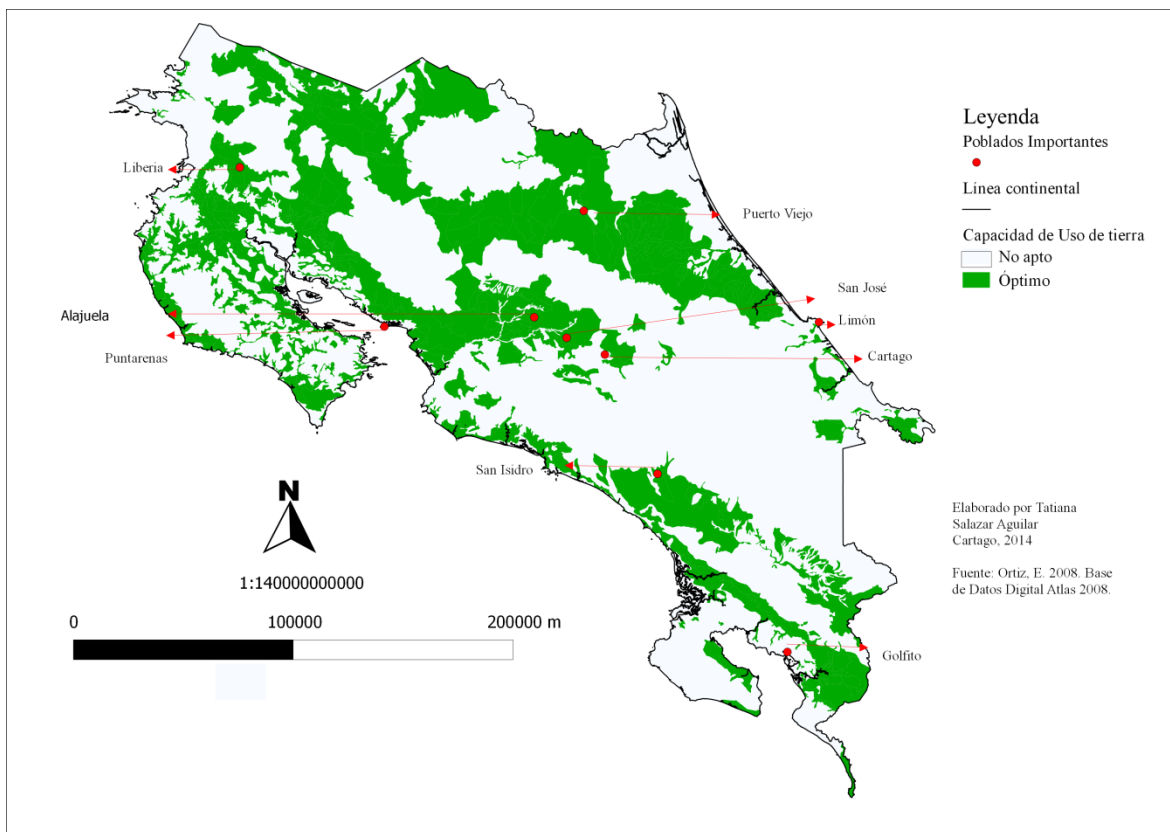 Leyenda
Poblados Importantes
Linea continental
Capacidad de Uso de tierra
No apto
Óptimo
Liberia
Puerto Viejo
San José
Limón
Alajuela
Puntarenas
Cartago
San Isidro
Golfito
N
1:140000000000
0 100000 200000 m
Elaborado por Tatiana
Salazar Aguilar
Cartago, 2014
Fuente: Ortiz, E. 2008. Base
de Datos Digital Atlas 2008.